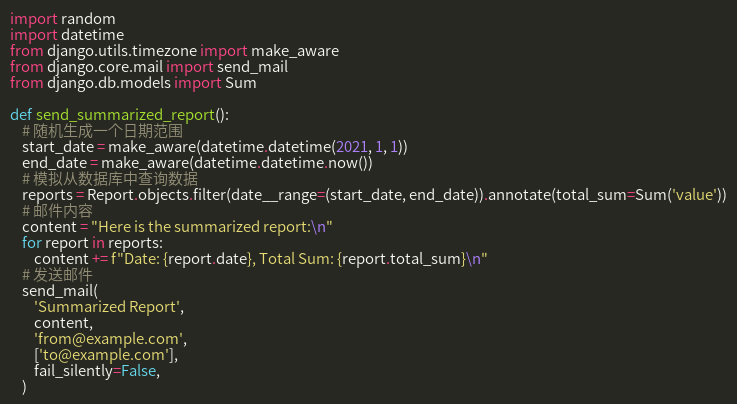 import random
import datetime
from django.utils.timezone import make_aware
from django.core.mail import send_mail
from django.db.models import Sum

def send_summarized_report():
    # 随机生成一个日期范围
    start_date = make_aware(datetime.datetime(2021, 1, 1))
    end_date = make_aware(datetime.datetime.now())
    # 模拟从数据库中查询数据
    reports = Report.objects.filter(date__range=(start_date, end_date)).annotate(total_sum=Sum('value'))
    # 邮件内容
    content = "Here is the summarized report:\n"
    for report in reports:
        content += f"Date: {report.date}, Total Sum: {report.total_sum}\n"
    # 发送邮件
    send_mail(
        'Summarized Report',
        content,
        'from@example.com',
        ['to@example.com'],
        fail_silently=False,
    )